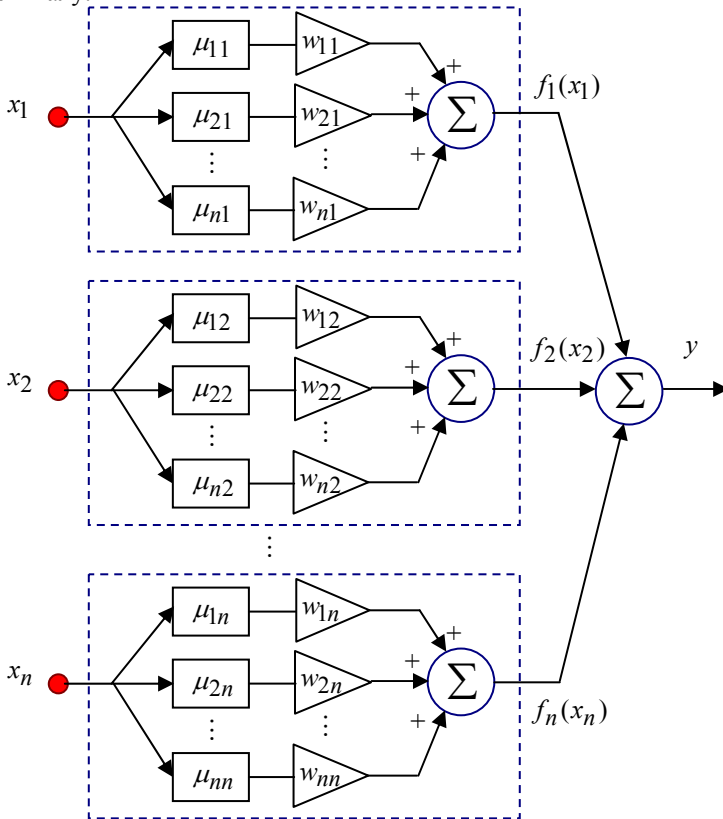 μ11 w11 +
x1 μ21 w21 + Σ f1(x1)
⋮ ⋮ +
μn1 wn1
μ12 w12 +
x2 μ22 w22 + Σ f2(x2) Σ y
⋮ ⋮ +
μn2 wn2
⋮
μ1n w1n +
xn μ2n w2n + Σ fn(xn)
⋮ ⋮ +
μnn wnn